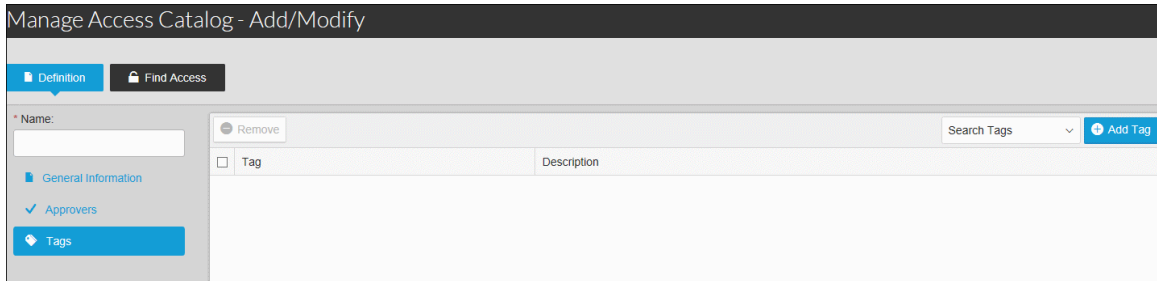 Manage Access Catalog - Add/Modify
Definition
Find Access
* Name:
Remove
Search Tags
Add Tag
Tag
Description
General Information
Approvers
Tags